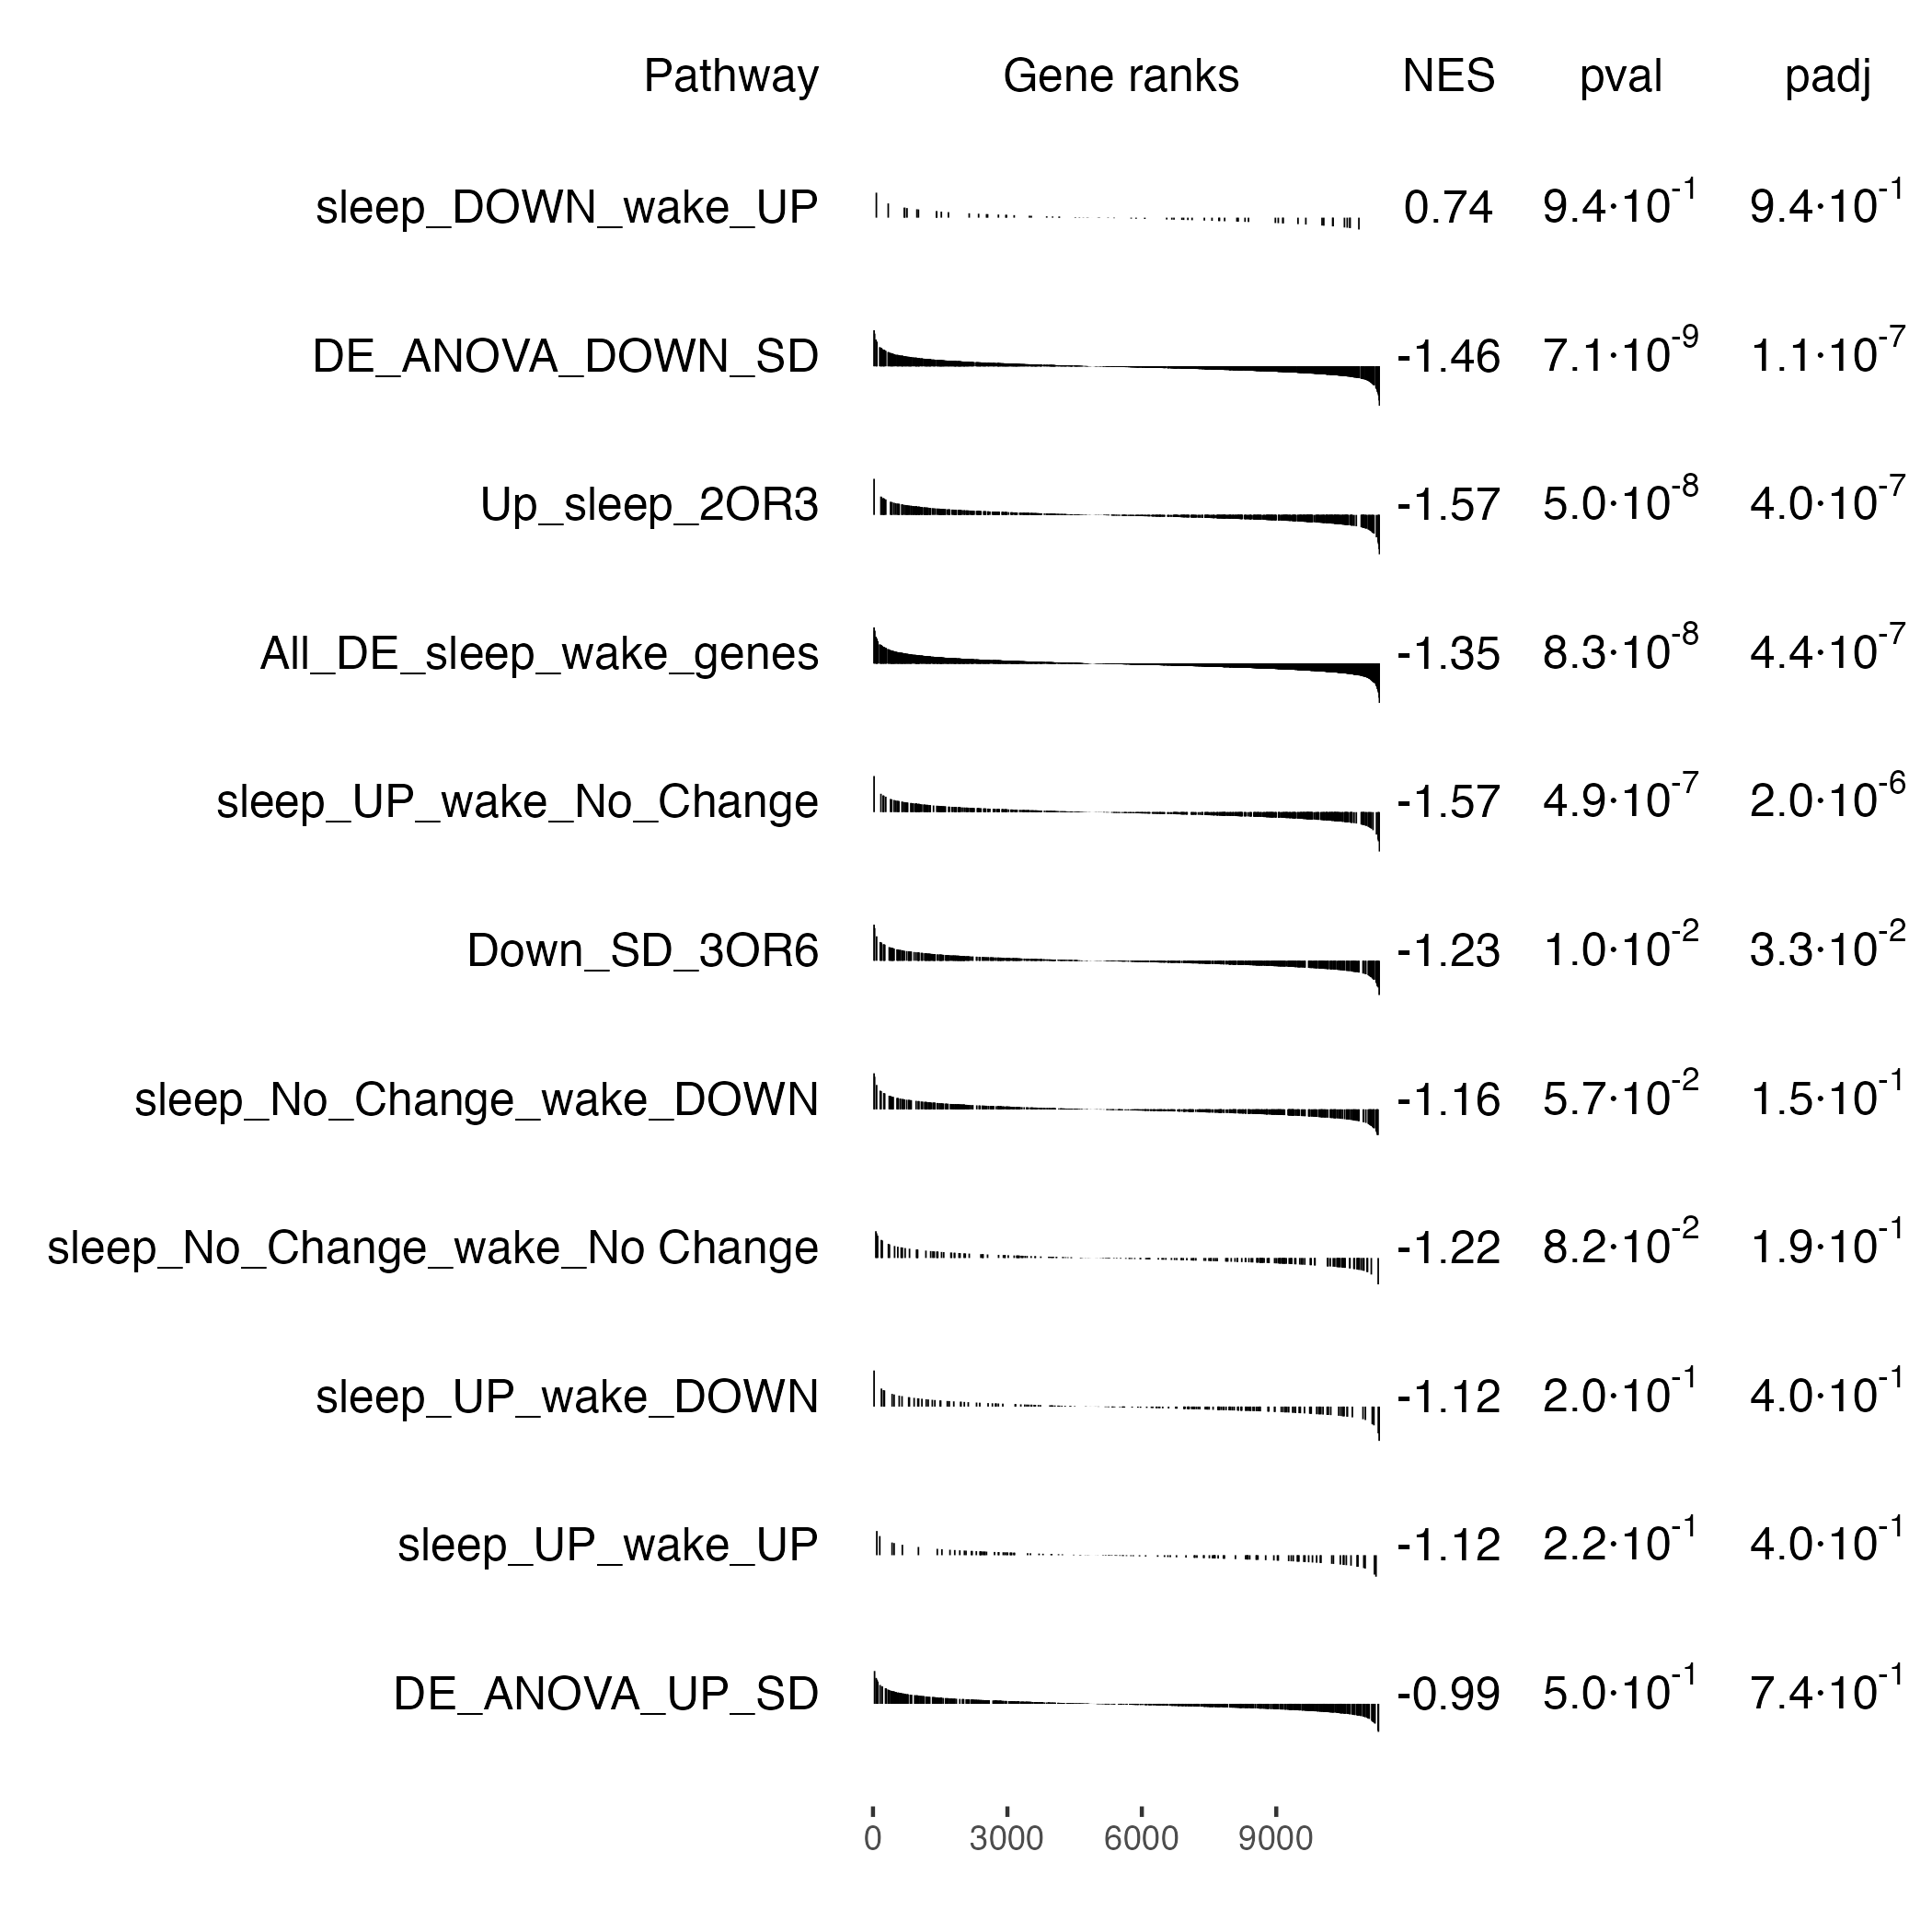 Pathway Gene ranks NES pval padj
sleep_DOWN_wake_UP 0.74 9.4·10⁻¹ 9.4·10⁻¹
DE_ANOVA_DOWN_SD -1.46 7.1·10⁻⁹ 1.1·10⁻⁷
Up_sleep_2OR3 -1.57 5.0·10⁻⁸ 4.0·10⁻⁷
All_DE_sleep_wake_genes -1.35 8.3·10⁻⁸ 4.4·10⁻⁷
sleep_UP_wake_No_Change -1.57 4.9·10⁻⁷ 2.0·10⁻⁶
Down_SD_3OR6 -1.23 1.0·10⁻² 3.3·10⁻²
sleep_No_Change_wake_DOWN -1.16 5.7·10⁻² 1.5·10⁻¹
sleep_No_Change_wake_No Change -1.22 8.2·10⁻² 1.9·10⁻¹
sleep_UP_wake_DOWN -1.12 2.0·10⁻¹ 4.0·10⁻¹
sleep_UP_wake_UP -1.12 2.2·10⁻¹ 4.0·10⁻¹
DE_ANOVA_UP_SD -0.99 5.0·10⁻¹ 7.4·10⁻¹
0 3000 6000 9000